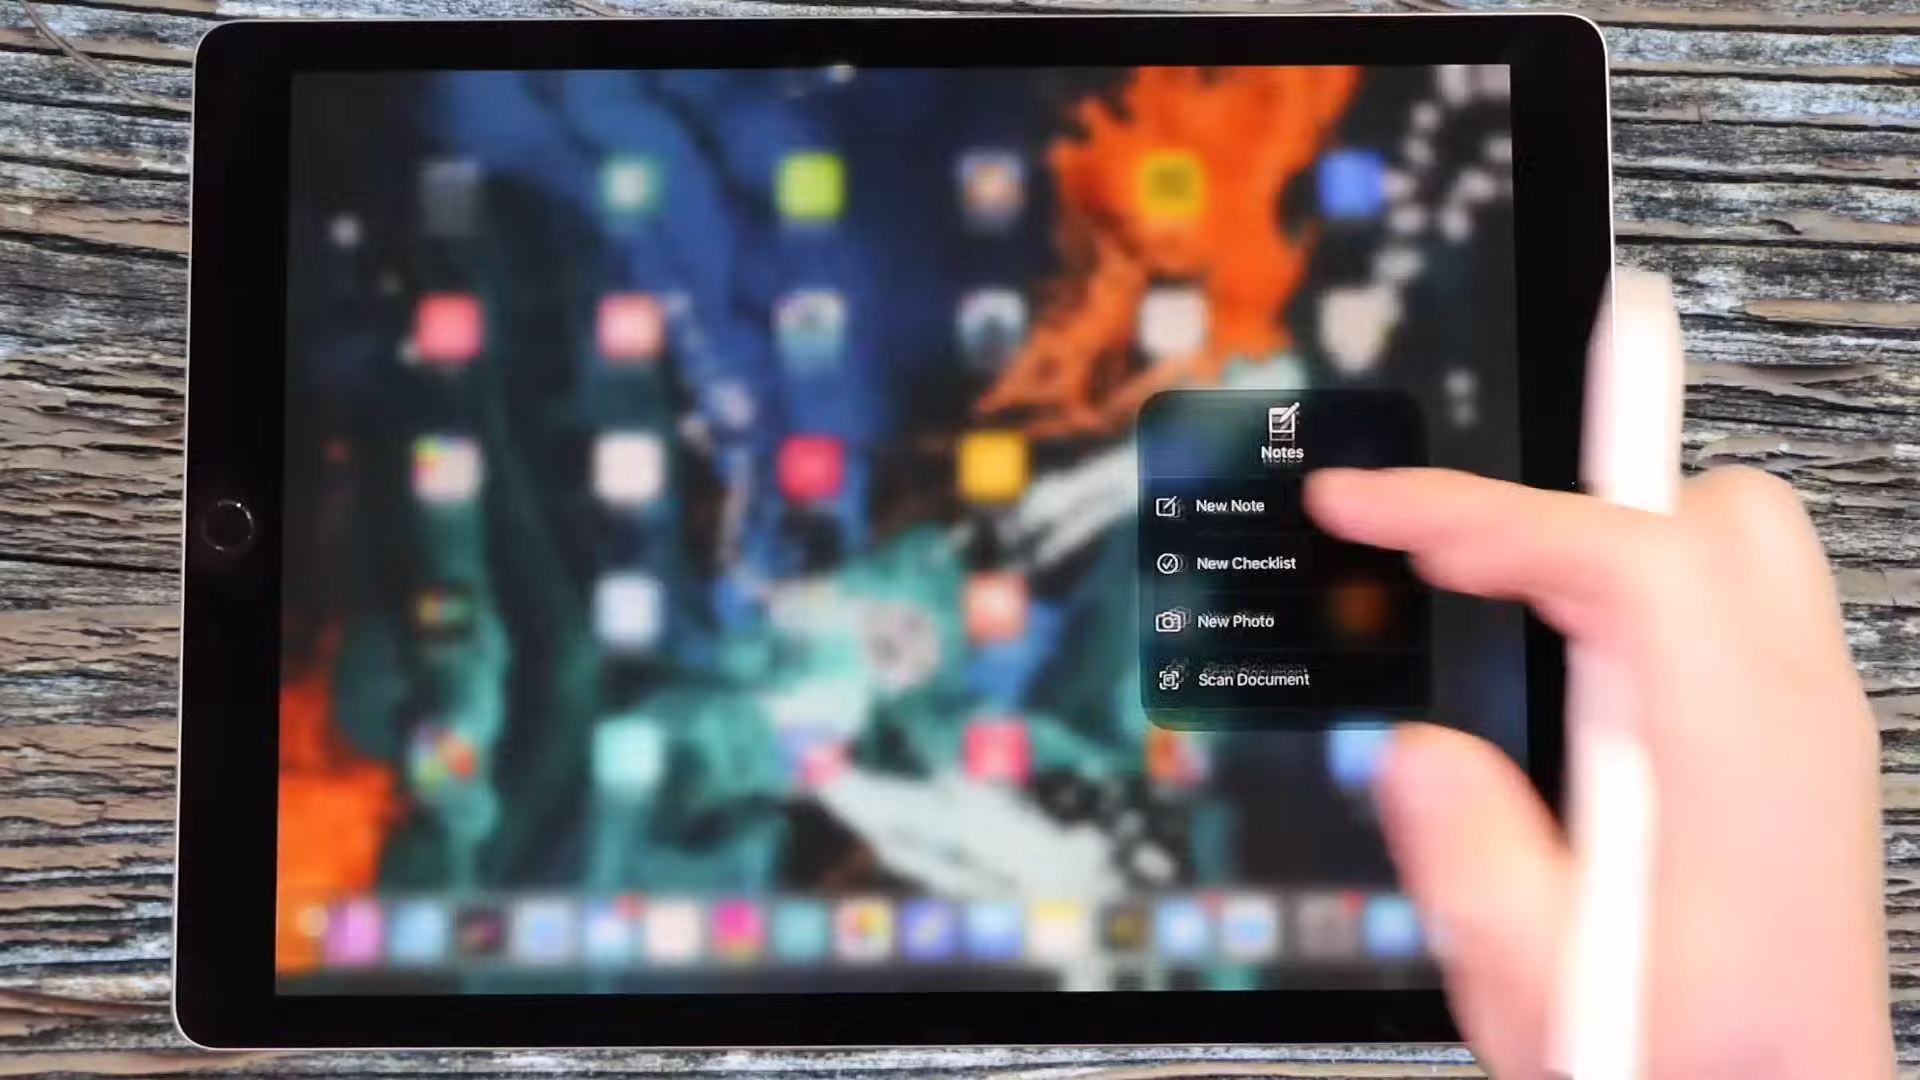 Notes
New Note
New Checklist
New Photo
Scan Document